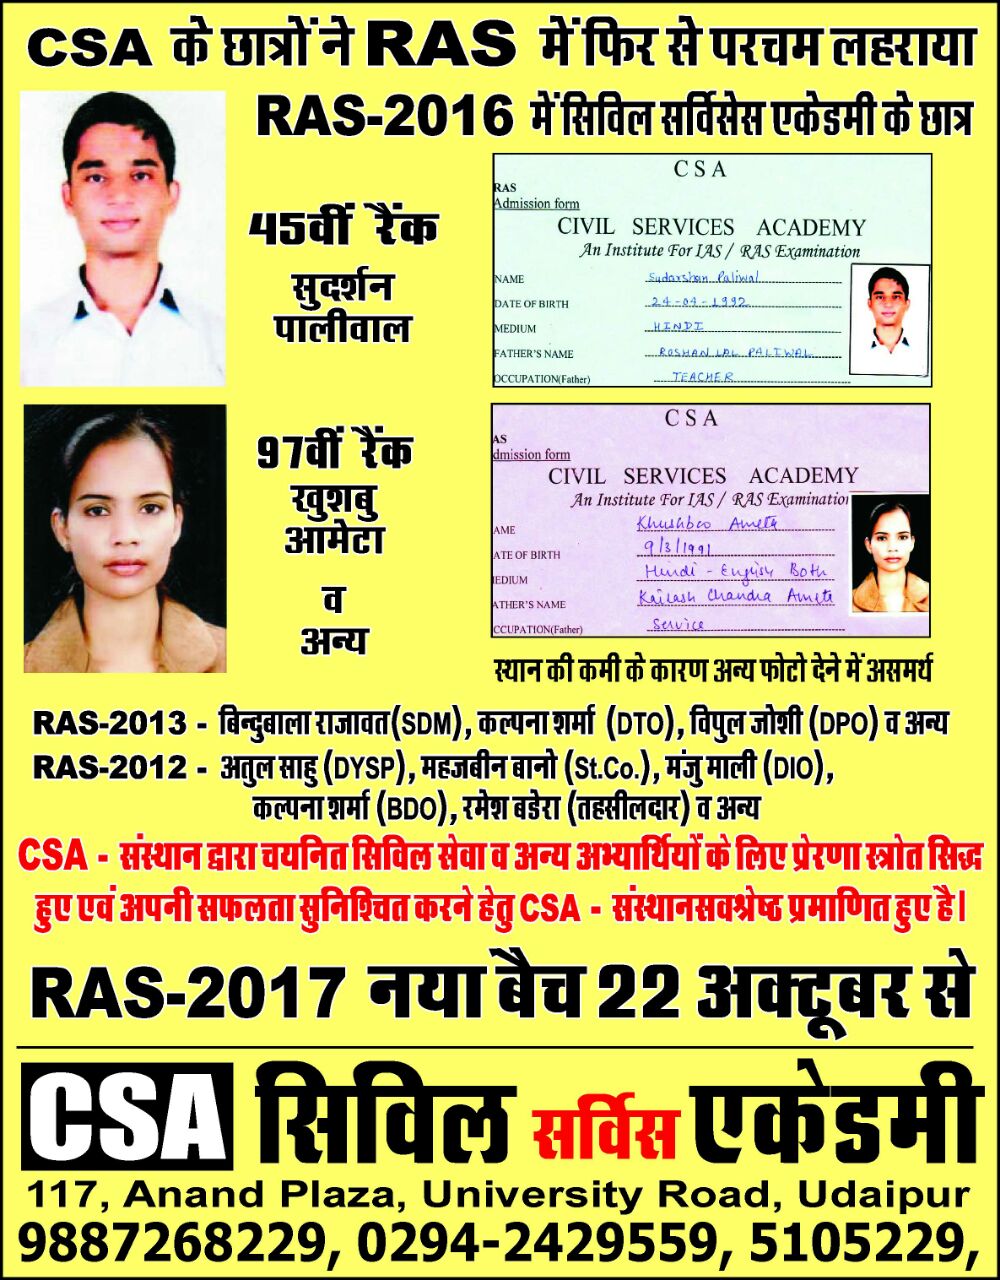 CSA के छात्रों ने RAS में फिर से परचम लहराया
RAS-2016 में सिविल सर्विसेस एकेडमी के छात्र
45वीं रैंक
सुदर्शन
पालीवाल
CSA
RAS
Admission form
CIVIL SERVICES ACADEMY
An Institute For IAS / RAS Examination
NAME Sudarshan Paliwal
DATE OF BIRTH 24-04-1992
MEDIUM HINDI
FATHER'S NAME ROSHAN LAL PALIWAL
OCCUPATION(Father) TEACHER
97वीं रैंक
खुशबु
आमेटा
व
अन्य
CSA
AS
dmission form
CIVIL SERVICES ACADEMY
An Institute For IAS / RAS Examination
AME Khushboo Ameta
ATE OF BIRTH 9/3/1991
EDIUM Hindi - English Both
ATHER'S NAME Kailash Chandra Ameta
CCUPATION(Father) Service
स्थान की कमी के कारण अन्य फोटो देने में असमर्थ
RAS-2013 - बिन्दुबाला राजावत(SDM), कल्पना शर्मा (DTO), विपुल जोशी (DPO) व अन्य
RAS-2012 - अतुल साहु (DYSP), महजबीन बानो (St.Co.), मंजु माली (DIO),
कल्पना शर्मा (BDO), रमेश बडेरा (तहसीलदार) व अन्य
CSA - संस्थान द्वारा चयनित सिविल सेवा व अन्य अभ्यार्थियों के लिए प्रेरणा स्त्रोत सिद्ध
हुए एवं अपनी सफलता सुनिश्चित करने हेतु CSA - संस्थानसवश्रेष्ठ प्रमाणित हुए है।
RAS-2017 नया बैच 22 अक्टूबर से
CSA सिविल सर्विस एकेडमी
117, Anand Plaza, University Road, Udaipur
9887268229, 0294-2429559, 5105229,